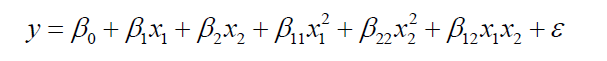 y = β₀ + β₁x₁ + β₂x₂ + β₁₁x₁² + β₂₂x₂² + β₁₂x₁x₂ + ε